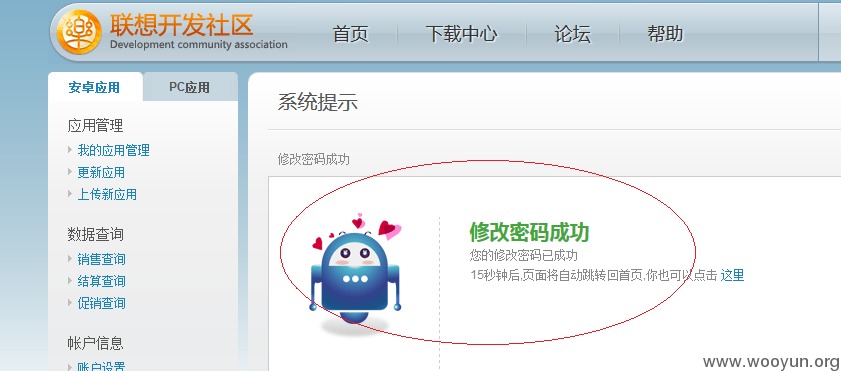 联想开发社区
Development community association
首页 下载中心 论坛 帮助
安卓应用 PC应用
应用管理
我的应用管理
更新应用
上传新应用
数据查询
销售查询
结算查询
促销查询
帐户信息
账户设置
系统提示
修改密码成功
修改密码成功
您的修改密码已成功
15秒钟后,页面将自动跳转回首页,你也可以点击 这里
www.wooyun.org